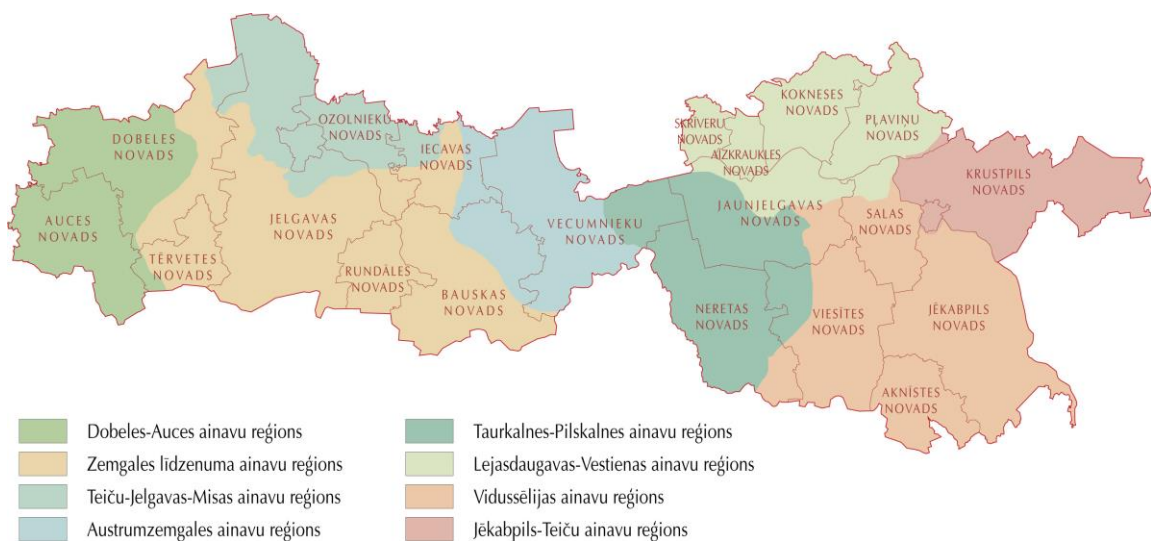 KOKNESES
NOVADS
PĻAVIŅU
NOVADS
OZOLNIEKU
NOVADS
SKRĪVERU
NOVADS
DOBELES
NOVADS
IECAVAS
NOVADS
AIZKRAUKLES
NOVADS
KRUSTPILS
NOVADS
AUCES
NOVADS
JELGAVAS
NOVADS
VECUMNIEKU
NOVADS
JAUNJELGAVAS
NOVADS
SALAS
NOVADS
TĒRVETES
NOVADS
RUNDĀLES
NOVADS
BAUSKAS
NOVADS
NERETAS
NOVADS
VIESĪTES
NOVADS
JĒKABPILS
NOVADS
AKNĪSTES
NOVADS
Dobeles-Auces ainavu reģions
Zemgales līdzenuma ainavu reģions
Teiču-Jelgavas-Misas ainavu reģions
Austrumzemgales ainavu reģions
Taurkalnes-Pilskalnes ainavu reģions
Lejasdaugavas-Vestienas ainavu reģions
Vidussēlijas ainavu reģions
Jēkabpils-Teiču ainavu reģions